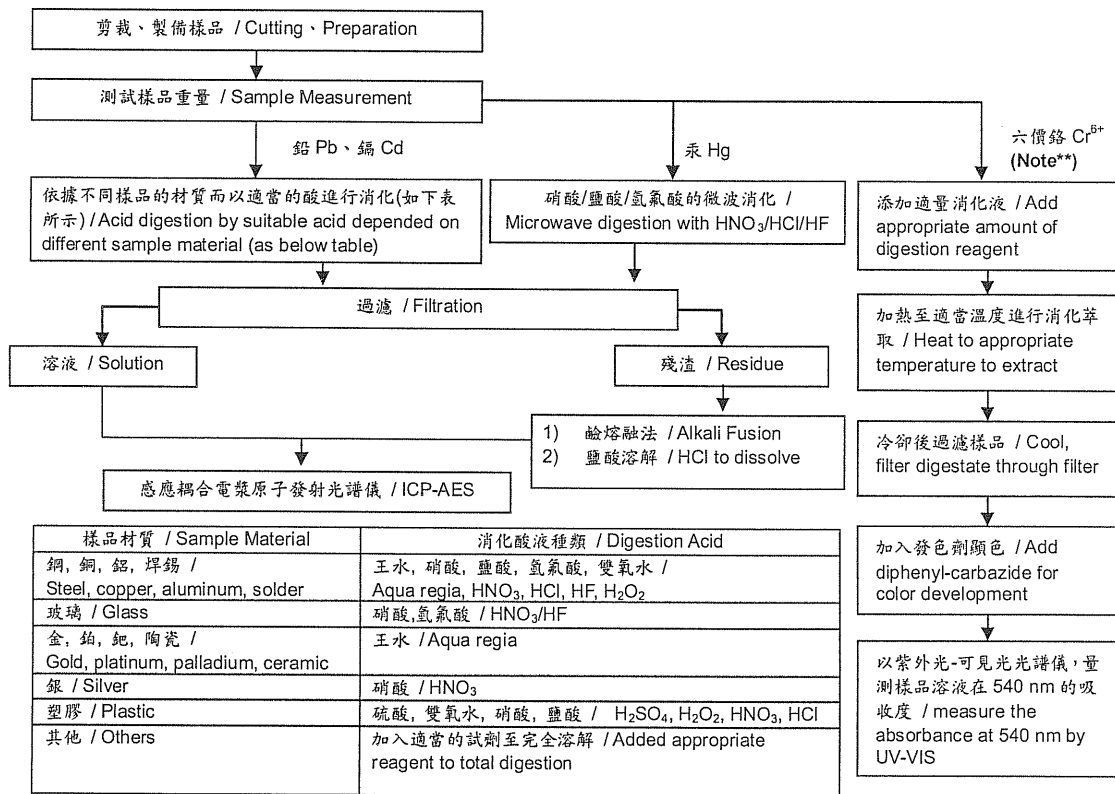 剪裁、製備樣品 / Cutting、Preparation
測試樣品重量 / Sample Measurement
鉛 Pb、鎘 Cd
汞 Hg
六價鉻 Cr⁶⁺
(Note**)
依據不同樣品的材質而以適當的酸進行消化(如下表
所示) / Acid digestion by suitable acid depended on
different sample material (as below table)
硝酸/鹽酸/氫氟酸的微波消化 /
Microwave digestion with HNO₃/HCl/HF
添加適量消化液 / Add
appropriate amount of
digestion reagent
過濾 / Filtration
加熱至適當溫度進行消化萃
取 / Heat to appropriate
temperature to extract
溶液 / Solution
殘渣 / Residue
1) 鹼熔融法 / Alkali Fusion
2) 鹽酸溶解 / HCl to dissolve
冷卻後過濾樣品 / Cool,
filter digestate through filter
感應耦合電漿原子發射光譜儀 / ICP-AES
加入發色劑顯色 / Add
diphenyl-carbazide for
color development
以紫外光-可見光光譜儀，量
測樣品溶液在 540 nm 的吸
收度 / measure the
absorbance at 540 nm by
UV-VIS
樣品材質 / Sample Material
消化酸液種類 / Digestion Acid
鋼, 銅, 鋁, 焊錫 /
Steel, copper, aluminum, solder
王水, 硝酸, 鹽酸, 氫氟酸, 雙氧水 /
Aqua regia, HNO₃, HCl, HF, H₂O₂
玻璃 / Glass
硝酸,氫氟酸 / HNO₃/HF
金, 鉑, 鈀, 陶瓷 /
Gold, platinum, palladium, ceramic
王水 / Aqua regia
銀 / Silver
硝酸 / HNO₃
塑膠 / Plastic
硫酸, 雙氧水, 硝酸, 鹽酸 / H₂SO₄, H₂O₂, HNO₃, HCl
其他 / Others
加入適當的試劑至完全溶解 / Added appropriate
reagent to total digestion